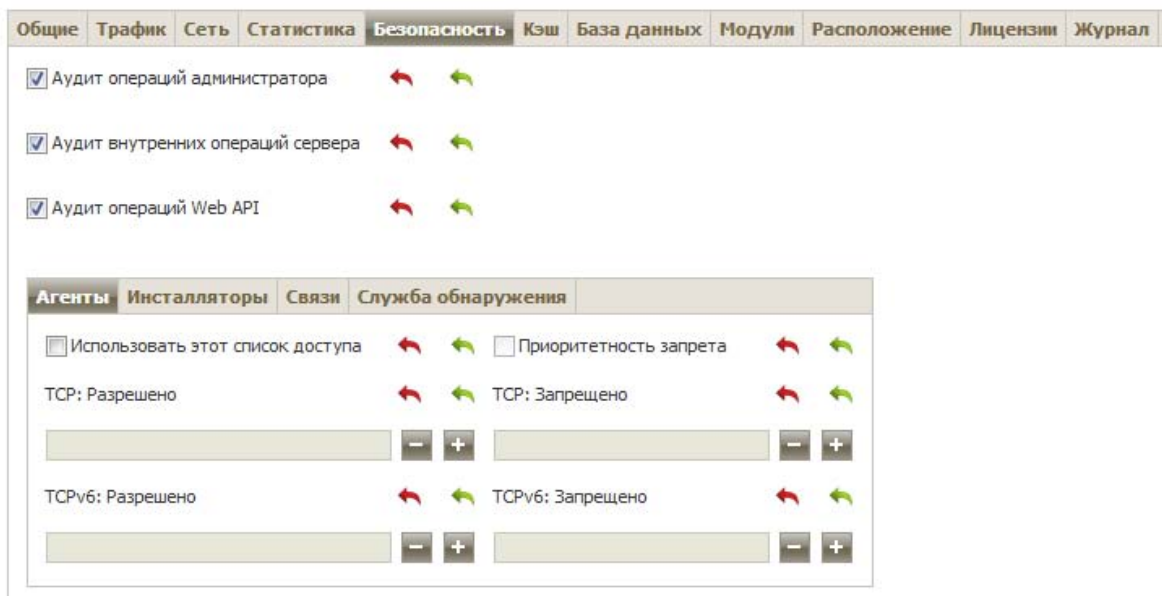 Общие Трафик Сеть Статистика Безопасность Кэш База данных Модули Расположение Лицензии Журнал
Аудит операций администратора
Аудит внутренних операций сервера
Аудит операций Web API
Агенты Инсталляторы Связи Служба обнаружения
Использовать этот список доступа Приоритетность запрета
TCP: Разрешено TCP: Запрещено
TCPv6: Разрешено TCPv6: Запрещено